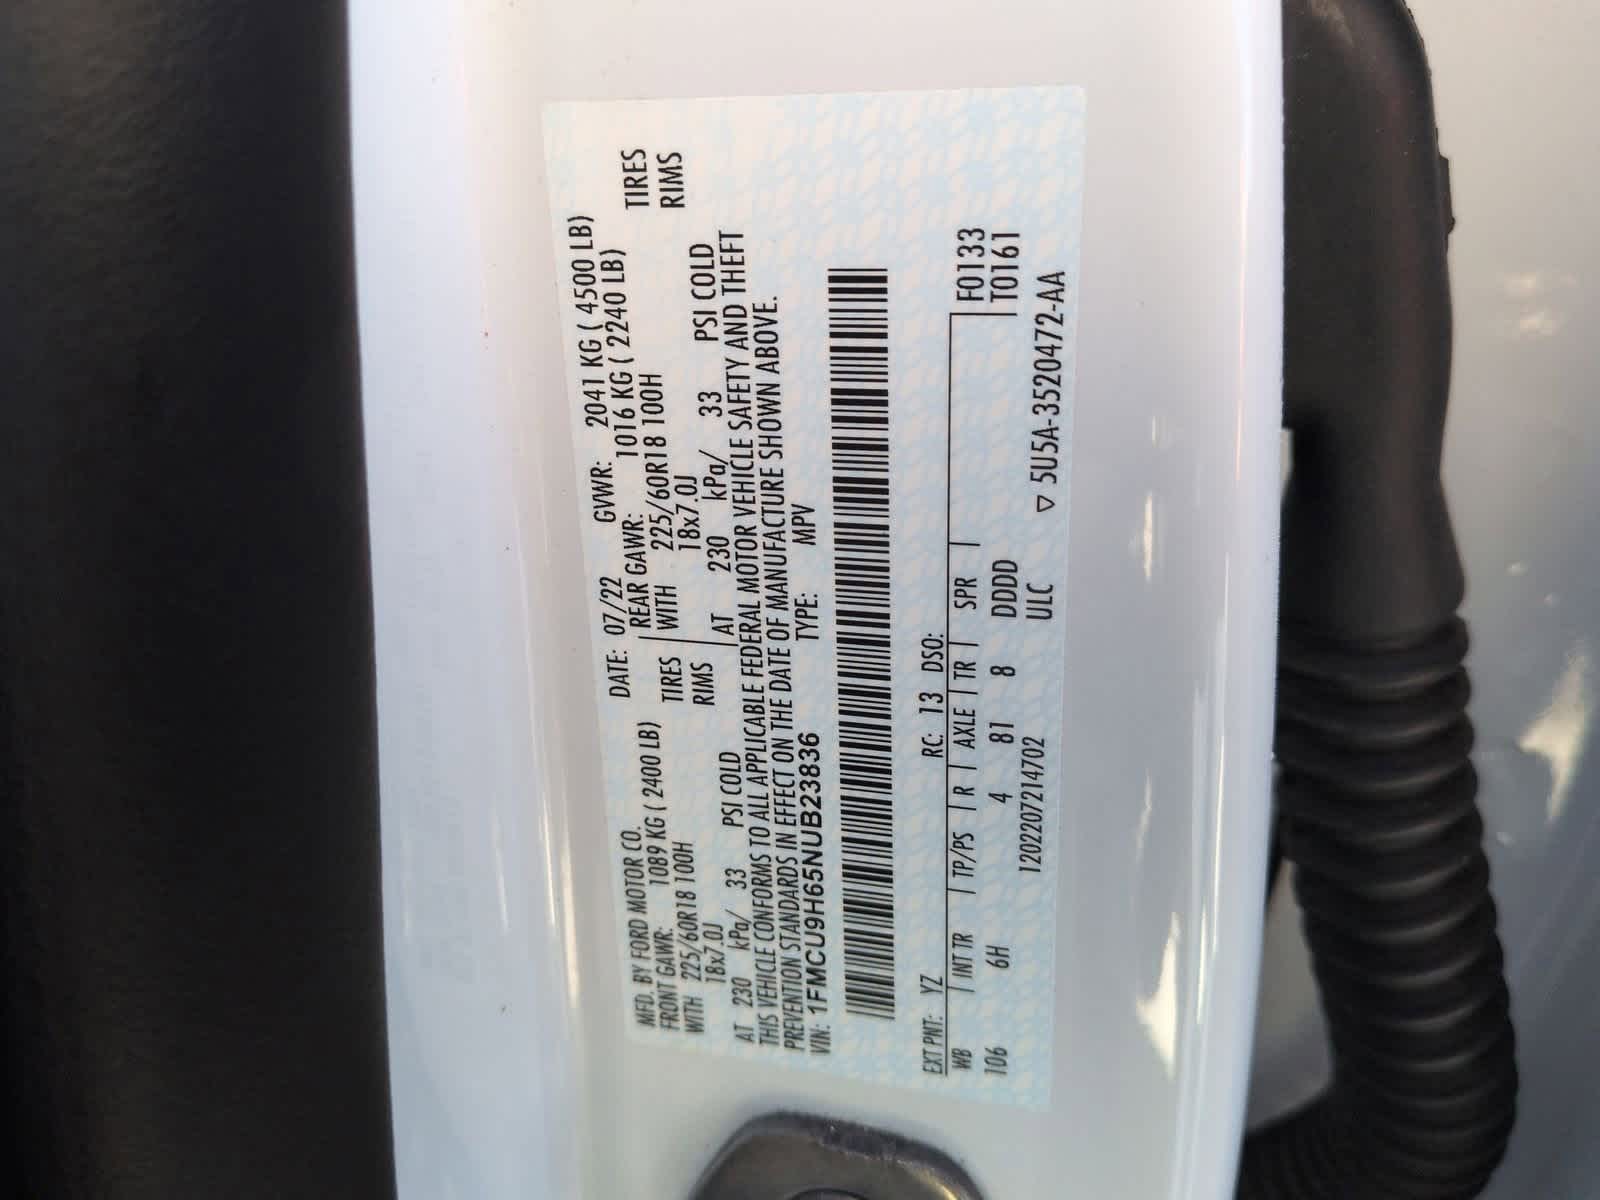 MFD. BY FORD MOTOR CO. DATE: 07/22 GVWR: 2041 KG ( 4500 LB)
FRONT GAWR: 1089 KG ( 2400 LB) REAR GAWR: 1016 KG ( 2240 LB)
WITH 225/60R18 100H TIRES WITH 225/60R18 100H TIRES
18x7.0J RIMS 18x7.0J RIMS
AT 230 kPa/ 33 PSI COLD AT 230 kPa/ 33 PSI COLD
THIS VEHICLE CONFORMS TO ALL APPLICABLE FEDERAL MOTOR VEHICLE SAFETY AND THEFT
PREVENTION STANDARDS IN EFFECT ON THE DATE OF MANUFACTURE SHOWN ABOVE.
VIN: 1FMCU9H65NUB23836 TYPE: MPV
EXT PNT: YZ RC: 13 DSO:
WB INT TR TP/PS R AXLE TR SPR F0133
106 6H 4 81 8 DDDD T0161
1202207214702 ULC ▽ 5U5A-3520472-AA